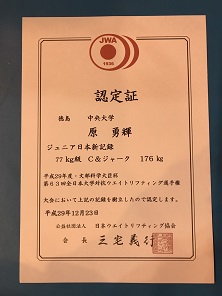 JWA
1936
認定証
徳島　中央大学
原 勇輝
ジュニア日本新記録
77kg級 C&ジャーク 176kg
平成29年度・文部科学大臣杯
第63回全日本大学対抗ウエイトリフティング選手権
大会において上記の記録を樹立したので認定します。
平成29年12月23日
公益社団法人 日本ウエイトリフティング協会
会長 三宅義行